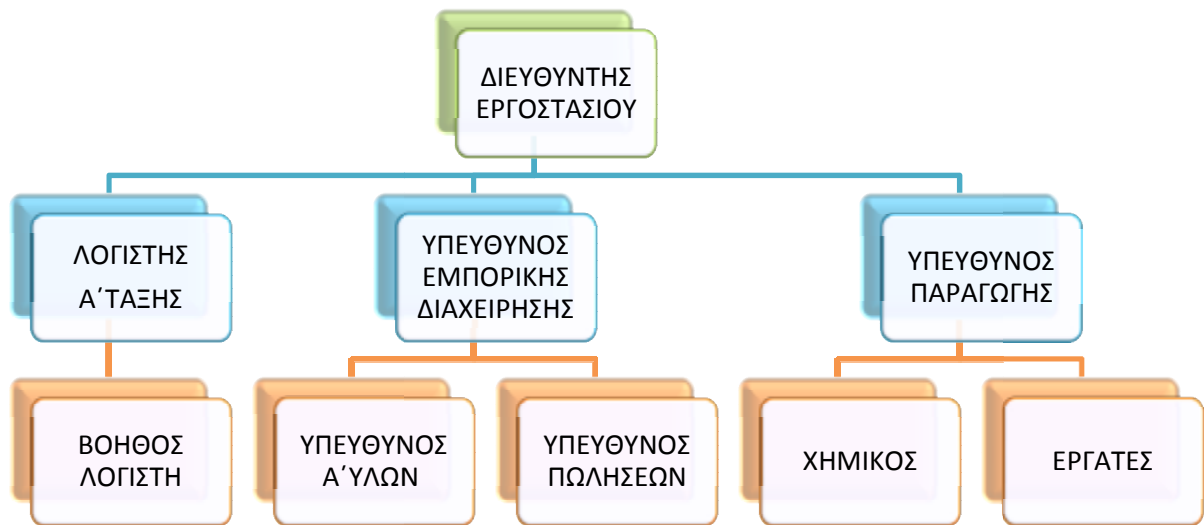 ΔΙΕΥΘΥΝΤΗΣ
ΕΡΓΟΣΤΑΣΙΟΥ
ΛΟΓΙΣΤΗΣ
Α΄ΤΑΞΗΣ
ΥΠΕΥΘΥΝΟΣ
ΕΜΠΟΡΙΚΗΣ
ΔΙΑΧΕΙΡΗΣΗΣ
ΥΠΕΥΘΥΝΟΣ
ΠΑΡΑΓΩΓΗΣ
ΒΟΗΘΟΣ
ΛΟΓΙΣΤΗ
ΥΠΕΥΘΥΝΟΣ
Α΄ΥΛΩΝ
ΥΠΕΥΘΥΝΟΣ
ΠΩΛΗΣΕΩΝ
ΧΗΜΙΚΟΣ
ΕΡΓΑΤΕΣ